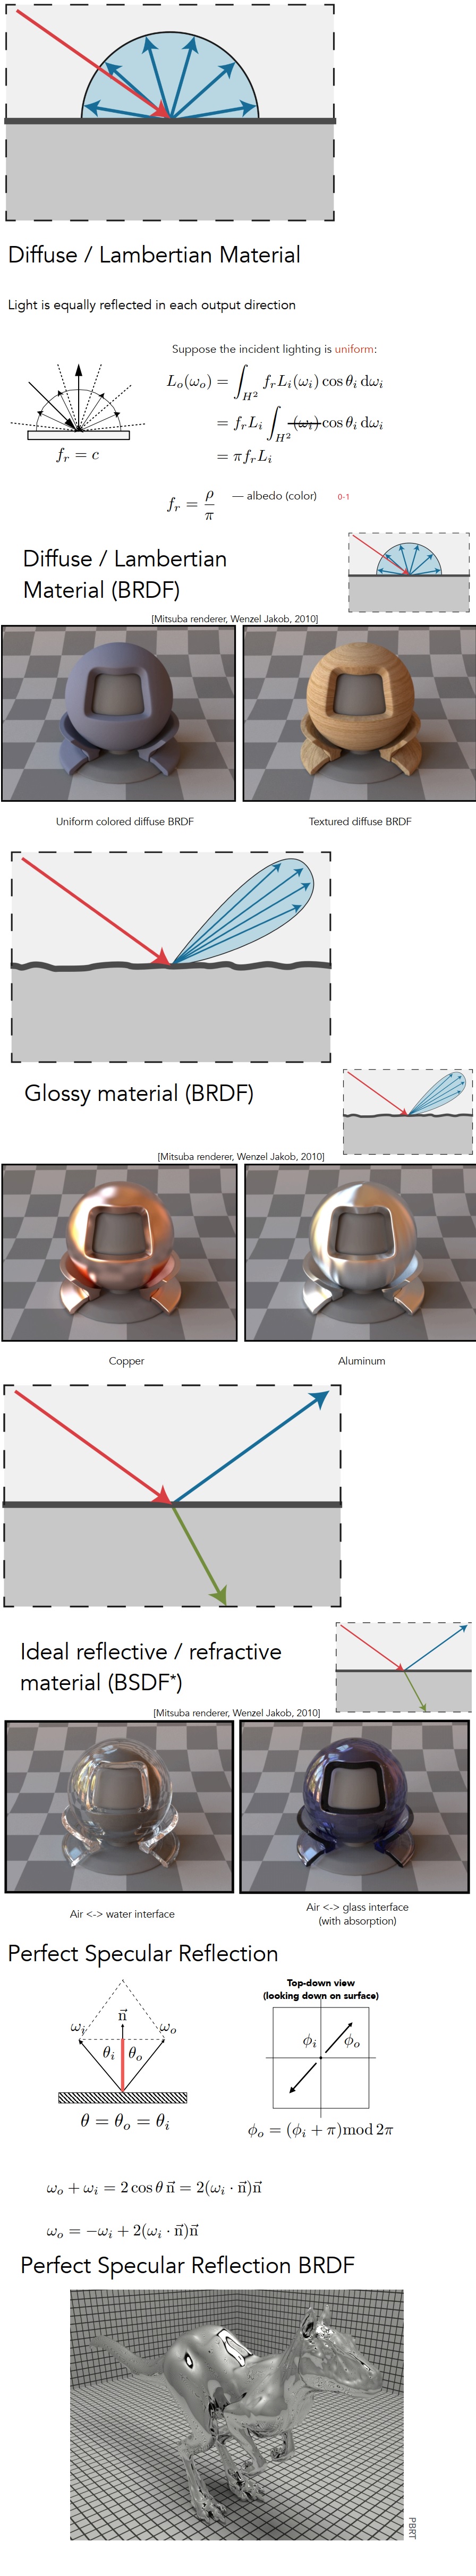 Diffuse / Lambertian Material
Light is equally reflected in each output direction
Suppose the incident lighting is uniform:
L_o(ω_o) = ∫_{H²} f_r L_i(ω_i) cos θ_i dω_i
= f_r L_i ∫_{H²} (ω_i) cos θ_i dω_i
= π f_r L_i
f_r = c
f_r = ρ/π — albedo (color) 0-1
Diffuse / Lambertian
Material (BRDF)
[Mitsuba renderer, Wenzel Jakob, 2010]
Uniform colored diffuse BRDF
Textured diffuse BRDF
Glossy material (BRDF)
[Mitsuba renderer, Wenzel Jakob, 2010]
Copper
Aluminum
Ideal reflective / refractive
material (BSDF*)
[Mitsuba renderer, Wenzel Jakob, 2010]
Air <-> water interface
Air <-> glass interface
(with absorption)
Perfect Specular Reflection
ω_i
n⃗
ω_o
θ_i
θ_o
θ = θ_o = θ_i
Top-down view
(looking down on surface)
ϕ_i
ϕ_o
ϕ_o = (ϕ_i + π) mod 2π
ω_o + ω_i = 2 cos θ n⃗ = 2(ω_i · n⃗)n⃗
ω_o = −ω_i + 2(ω_i · n⃗)n⃗
Perfect Specular Reflection BRDF
PBRT